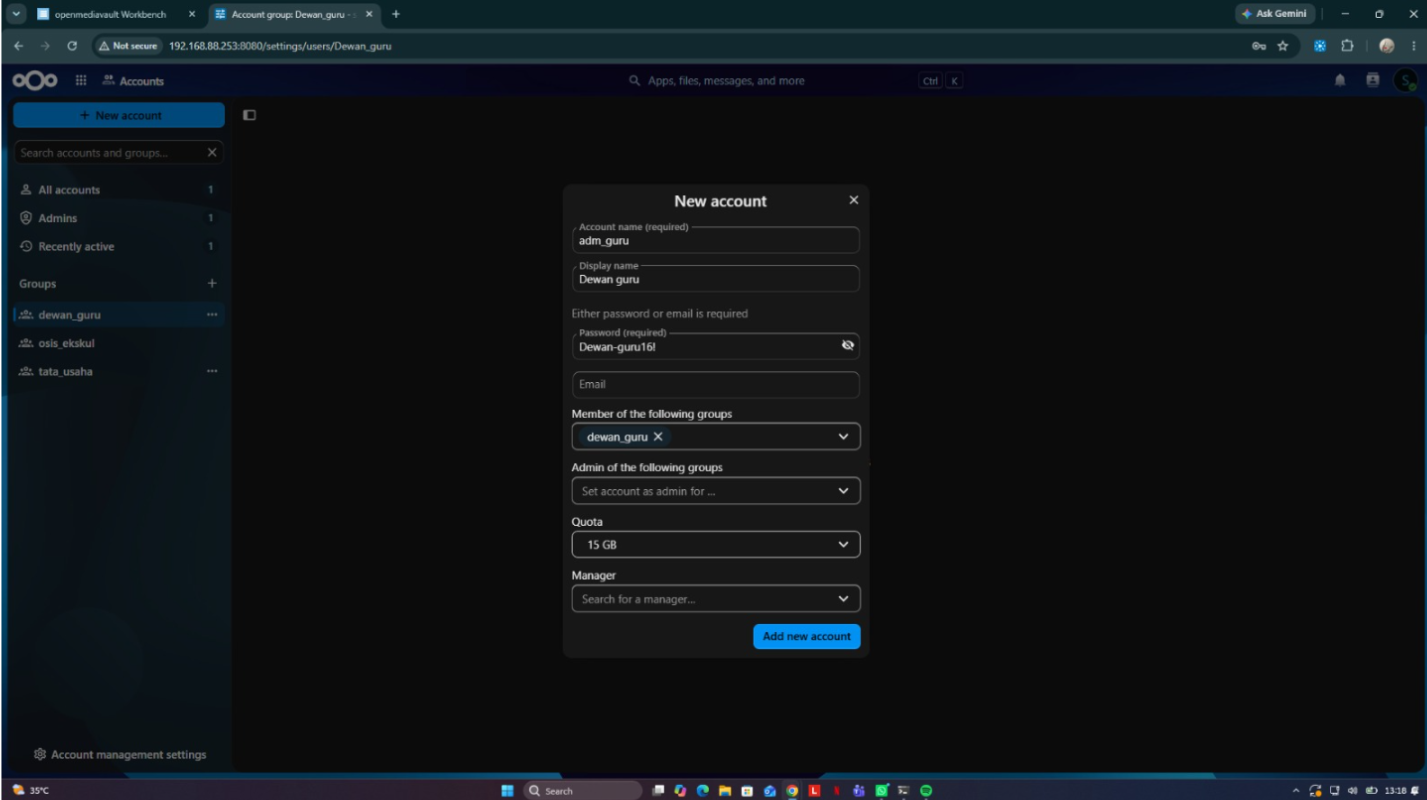 openmediavault Workbench
Account group: Dewan_guru - s
Ask Gemini
Not secure
192.168.88.253:8080/settings/users/Dewan_guru
Accounts
Apps, files, messages, and more
Ctrl K
S
+ New account
Search accounts and groups...
All accounts 1
Admins 1
Recently active 1
Groups
dewan_guru
osis_ekskul
tata_usaha
Account management settings
New account
Account name (required)
adm_guru
Display name
Dewan guru
Either password or email is required
Password (required)
Dewan-guru16!
Email
Member of the following groups
dewan_guru
Admin of the following groups
Set account as admin for ...
Quota
15 GB
Manager
Search for a manager...
Add new account
35°C
Search
L
13:18